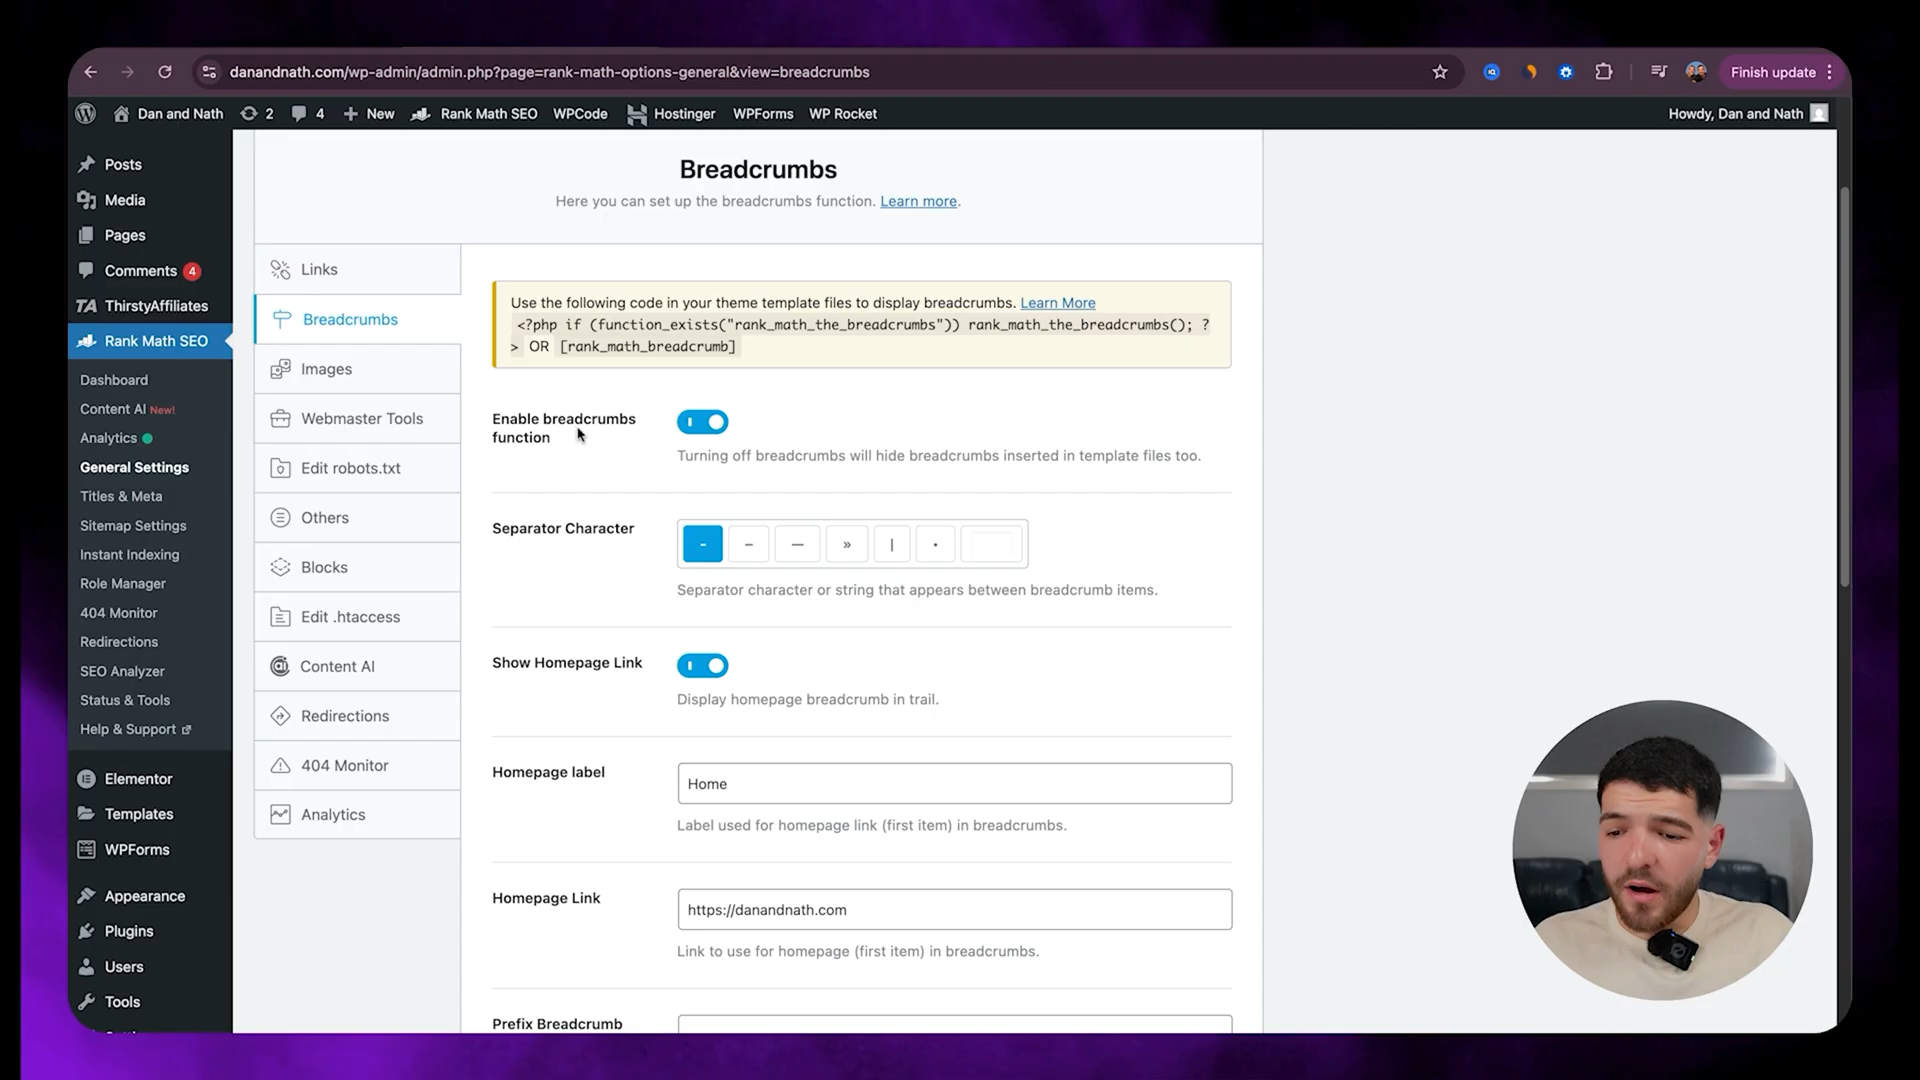 danandnath.com/wp-admin/admin.php?page=rank-math-options-general&view=breadcrumbs
Finish update
Dan and Nath
2
4
New
Rank Math SEO
WPCode
Hostinger
WPForms
WP Rocket
Howdy, Dan and Nath
Posts
Media
Pages
Comments 4
TA ThirstyAffiliates
Rank Math SEO
Dashboard
Content AI New!
Analytics
General Settings
Titles & Meta
Sitemap Settings
Instant Indexing
Role Manager
404 Monitor
Redirections
SEO Analyzer
Status & Tools
Help & Support
Elementor
Templates
WPForms
Appearance
Plugins
Users
Tools
Breadcrumbs
Here you can set up the breadcrumbs function. Learn more.
Links
Breadcrumbs
Images
Webmaster Tools
Edit robots.txt
Others
Blocks
Edit .htaccess
Content AI
Redirections
404 Monitor
Analytics
Use the following code in your theme template files to display breadcrumbs. Learn More
<?php if (function_exists("rank_math_the_breadcrumbs")) rank_math_the_breadcrumbs(); ?
> OR [rank_math_breadcrumb]
Enable breadcrumbs
function
Turning off breadcrumbs will hide breadcrumbs inserted in template files too.
Separator Character
- – — » | •
Separator character or string that appears between breadcrumb items.
Show Homepage Link
Display homepage breadcrumb in trail.
Homepage label
Home
Label used for homepage link (first item) in breadcrumbs.
Homepage Link
https://danandnath.com
Link to use for homepage (first item) in breadcrumbs.
Prefix Breadcrumb